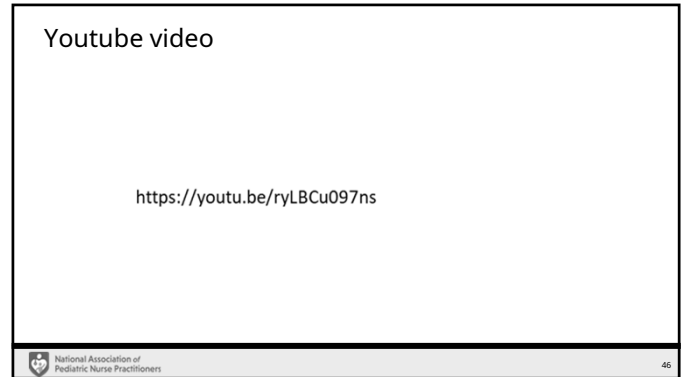 Youtube video
https://youtu.be/ryLBCu097ns
National Association of
Pediatric Nurse Practitioners
46